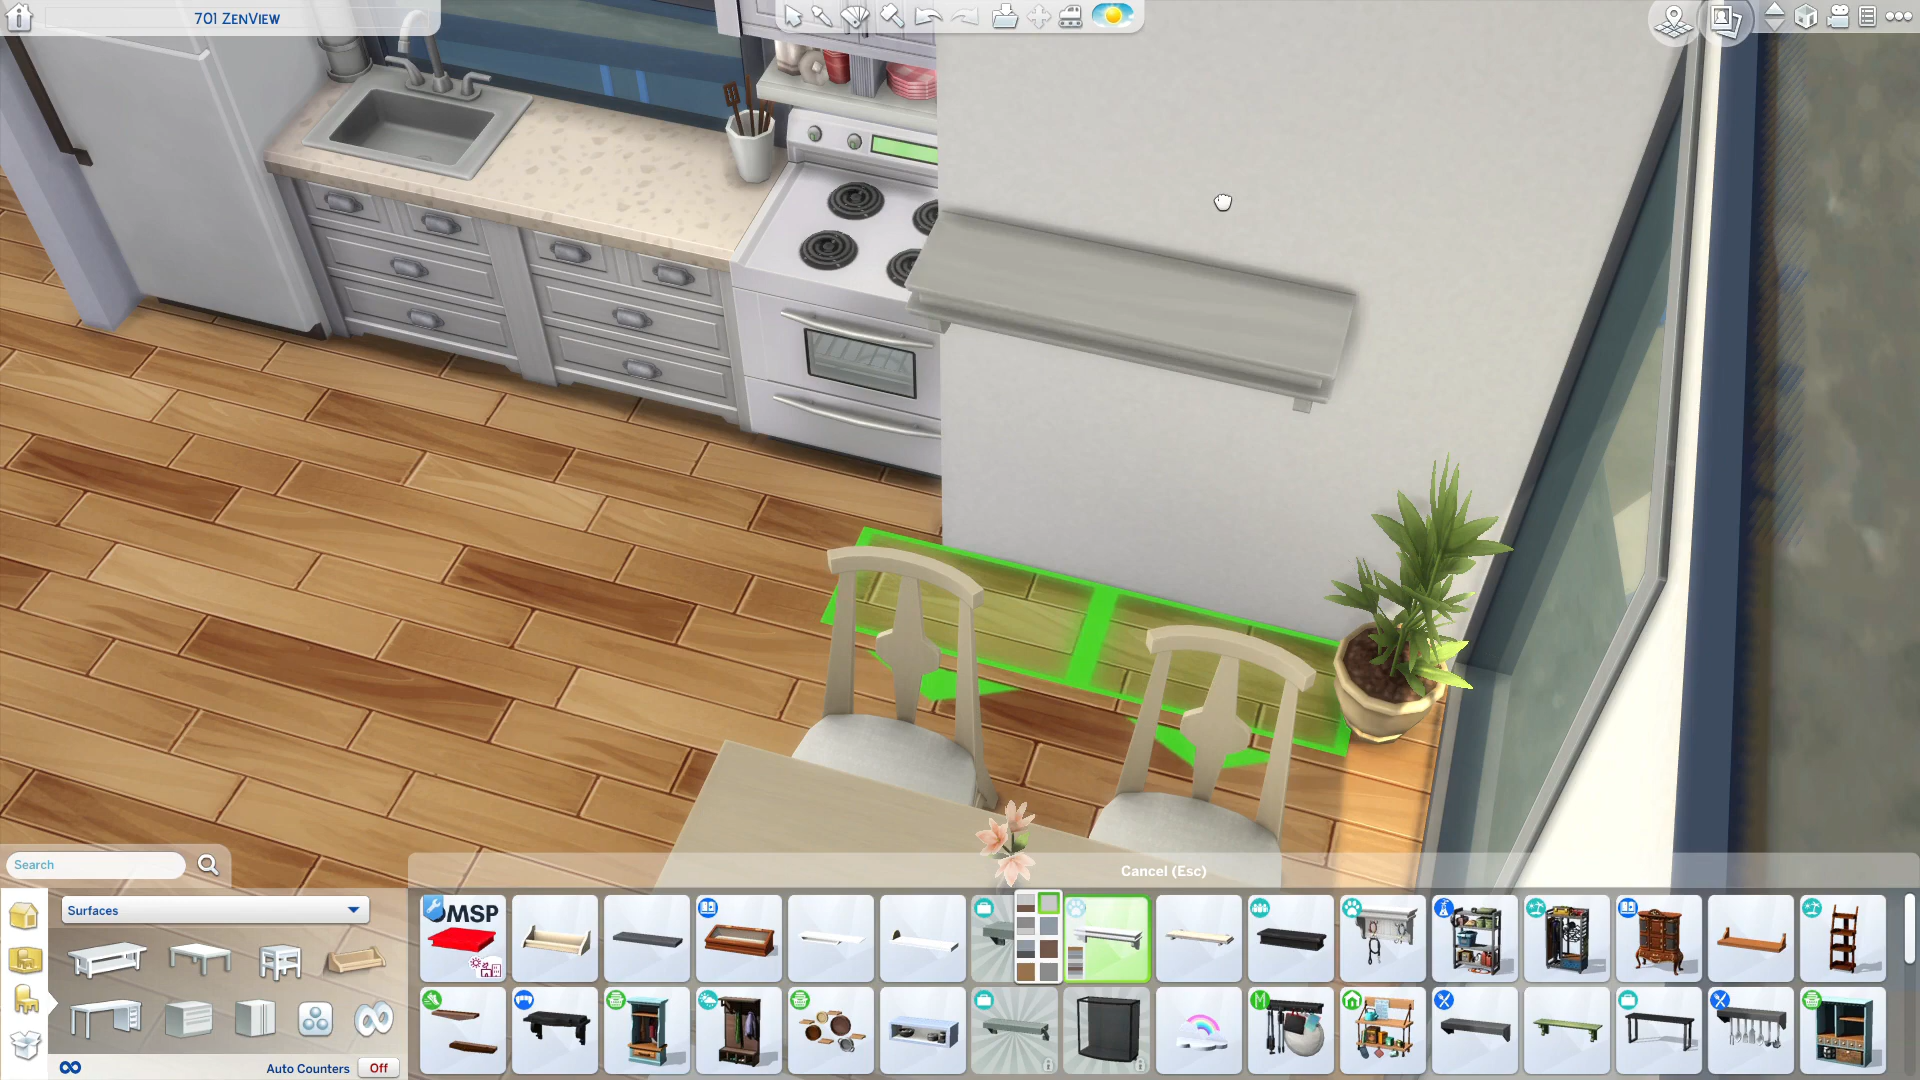 701 ZenView
Search
Cancel (Esc)
Surfaces
MSP
M
Auto Counters
Off